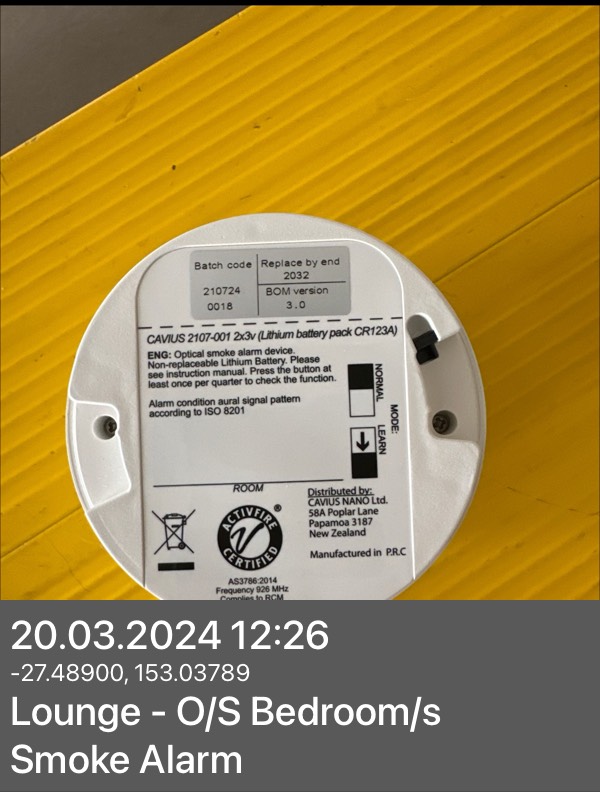 Batch code
210724
0018
Replace by end
2032
BOM version
3.0
CAVIUS 2107-001 2x3v (Lithium battery pack CR123A)
ENG: Optical smoke alarm device.
Non-replaceable Lithium Battery. Please
see instruction manual. Press the button at
least once per quarter to check the function.
Alarm condition aural signal pattern
according to ISO 8201
NORMAL
MODE:
LEARN
ROOM
ACTIVFIRE
®
CERTIFIED
Distributed by:
CAVIUS NANO Ltd.
58A Poplar Lane
Papamoa 3187
New Zealand
Manufactured in P.R.C
AS3786:2014
Frequency 926 MHz
Complies to RCM
20.03.2024 12:26
-27.48900, 153.03789
Lounge - O/S Bedroom/s
Smoke Alarm